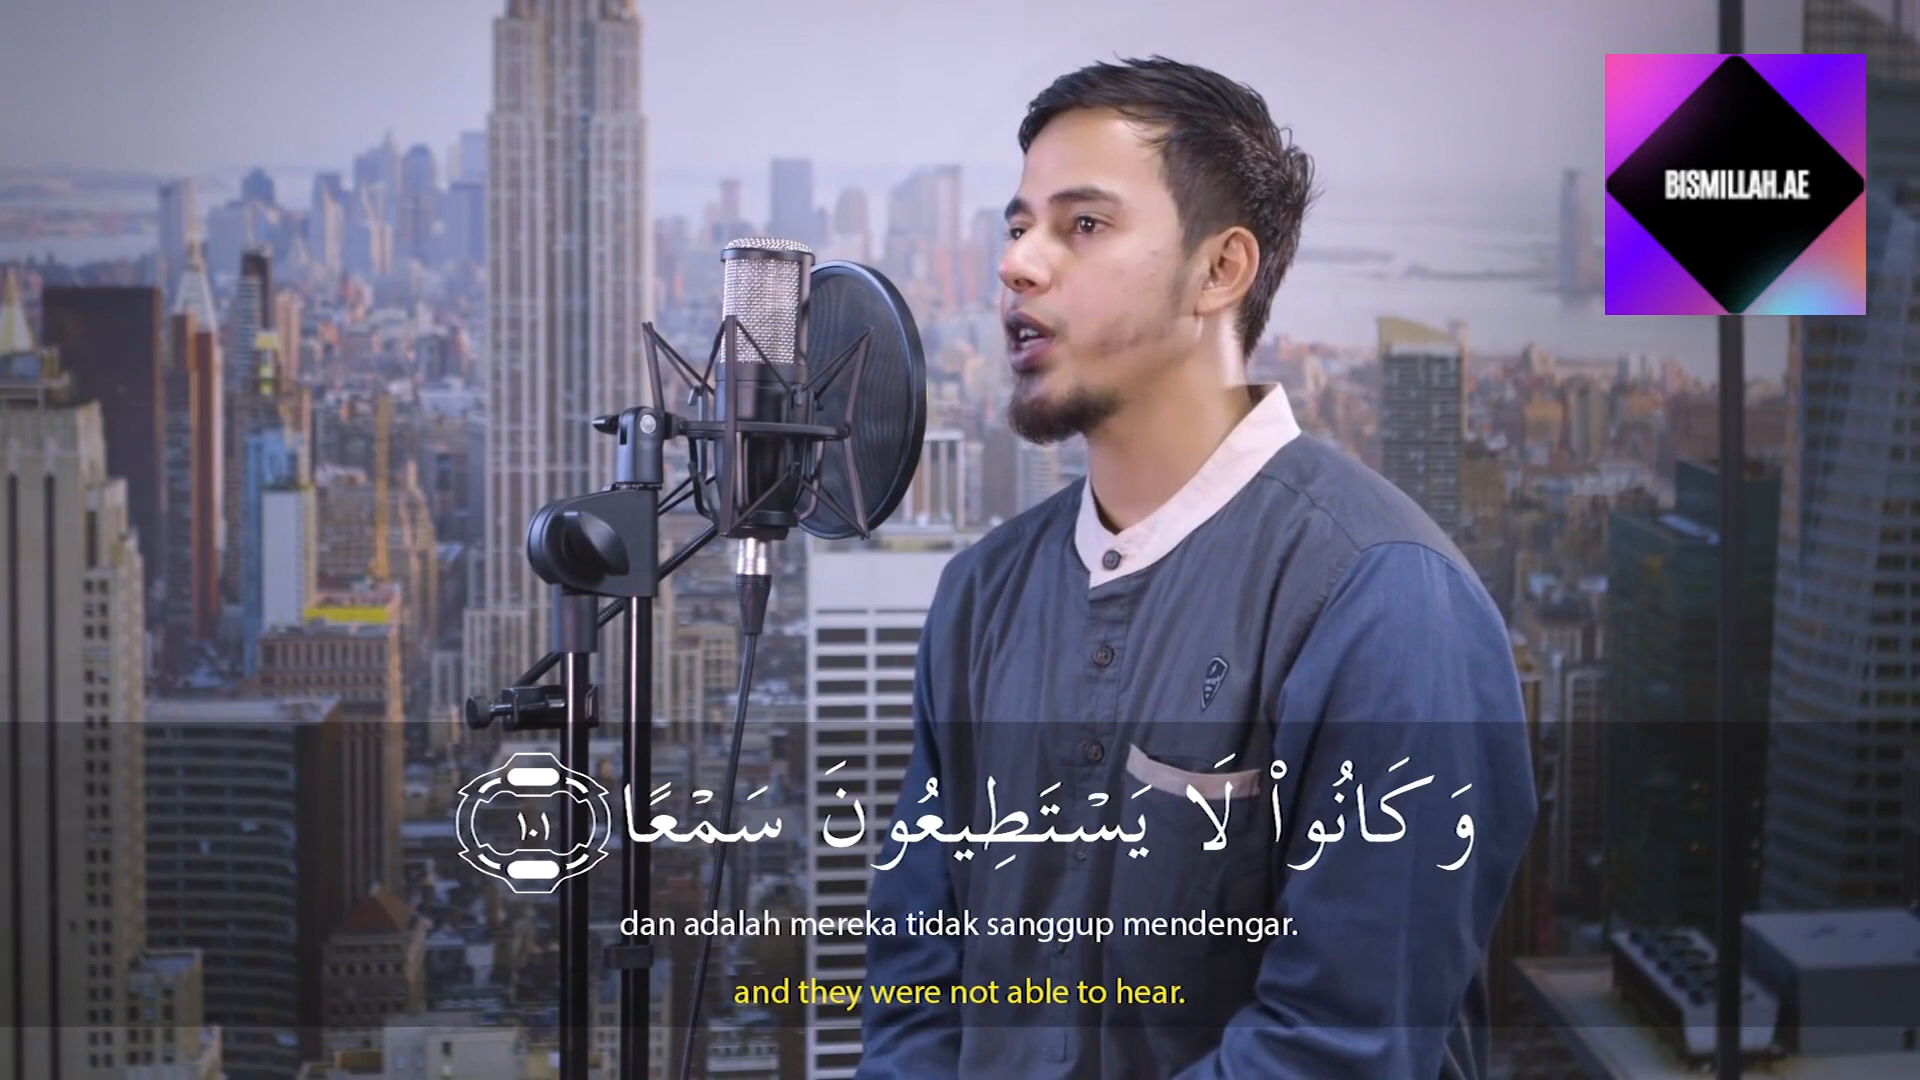 BISMILLAH.AE
وَكَانُوا۟ لَا يَسْتَطِيعُونَ سَمْعًا ١٠١
dan adalah mereka tidak sanggup mendengar.
and they were not able to hear.